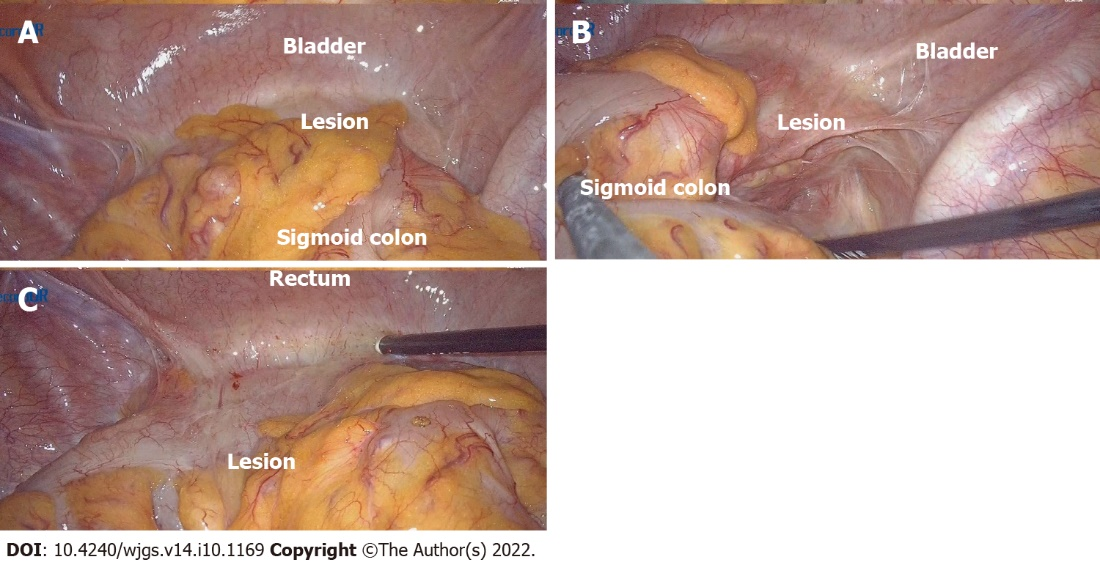 A
Bladder
Lesion
Sigmoid colon
B
Bladder
Lesion
Sigmoid colon
C
Rectum
Lesion
DOI: 10.4240/wjgs.v14.i10.1169 Copyright ©The Author(s) 2022.